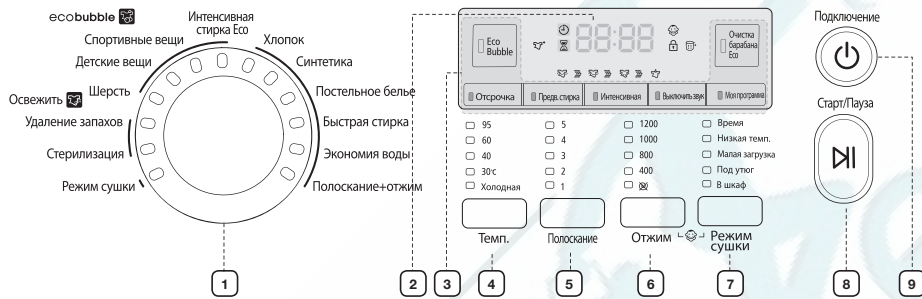 ecobubble
Интенсивная
стирка Eco
Спортивные вещи
Хлопок
Детские вещи
Синтетика
Шерсть
Постельное белье
Освежить
Удаление запахов
Быстрая стирка
Стерилизация
Экономия воды
Режим сушки
Полоскание+отжим
1
Eco
Bubble
88:88
Очистка
барабана
Eco
Отсрочка
Предв. стирка
Интенсивная
Выключить звук
Моя программа
95
60
40
30°c
Холодная
5
4
3
2
1
1200
1000
800
400
Время
Низкая темп.
Малая загрузка
Под утюг
В шкаф
Темп.
Полоскание
Отжим
Режим
сушки
Подключение
Старт/Пауза
2
3
4
5
6
7
8
9